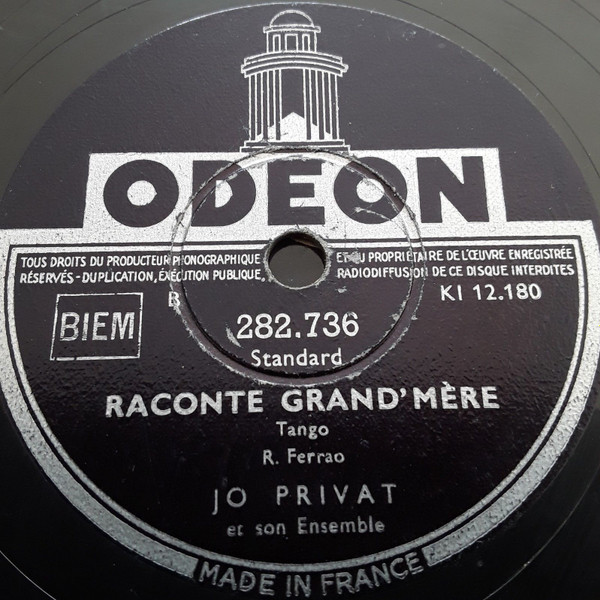 ODEON
TOUS DROITS DU PRODUCTEUR PHONOGRAPHIQUE ET DU PROPRIÉTAIRE DE L'ŒUVRE ENREGISTRÉE
RÉSERVÉS - DUPLICATION, EXÉCUTION PUBLIQUE, RADIODIFFUSION DE CE DISQUE INTERDITES
KI 12.180
BIEM
B
282.736
Standard
RACONTE GRAND'MÈRE
Tango
R. Ferrao
JO PRIVAT
et son Ensemble
MADE IN FRANCE